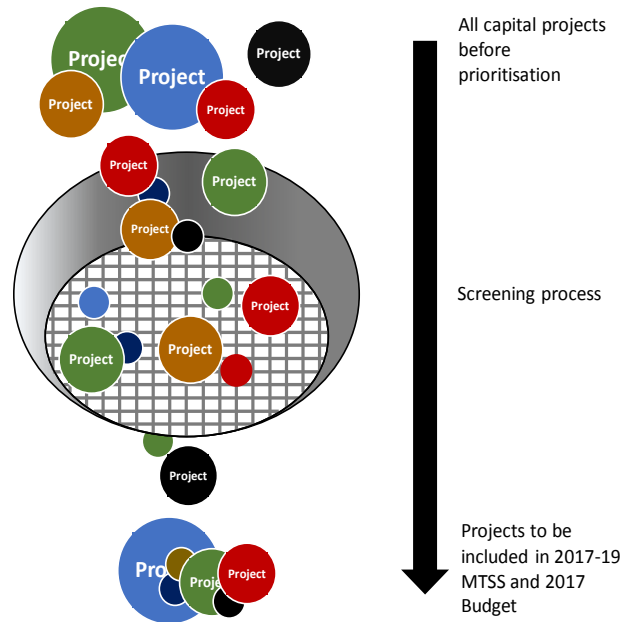 Project
Project
Project
Project
Project
All capital projects
before
prioritisation
Project
Project
Project
Project
Project
Project
Screening process
Project
Project
Project
Project
Projects to be
included in 2017-19
MTSS and 2017
Budget